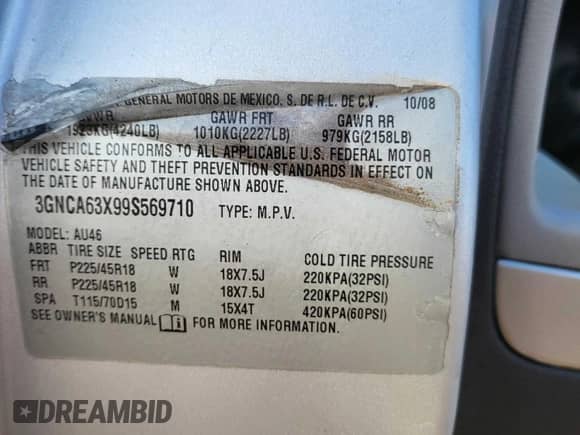 GENERAL MOTORS DE MEXICO, S. DE R.L. DE C.V. 10/08
GVWR GAWR FRT GAWR RR
1923KG(4240LB) 1010KG(2227LB) 979KG(2158LB)
THIS VEHICLE CONFORMS TO ALL APPLICABLE U.S. FEDERAL MOTOR
VEHICLE SAFETY AND THEFT PREVENTION STANDARDS IN EFFECT ON
THE DATE OF MANUFACTURE SHOWN ABOVE.
3GNCA63X99S569710 TYPE: M.P.V.
MODEL: AU46
ABBR TIRE SIZE SPEED RTG RIM COLD TIRE PRESSURE
FRT P225/45R18 W 18X7.5J 220KPA(32PSI)
RR P225/45R18 W 18X7.5J 220KPA(32PSI)
SPA T115/70D15 M 15X4T 420KPA(60PSI)
SEE OWNER'S MANUAL FOR MORE INFORMATION.
DREAMBID